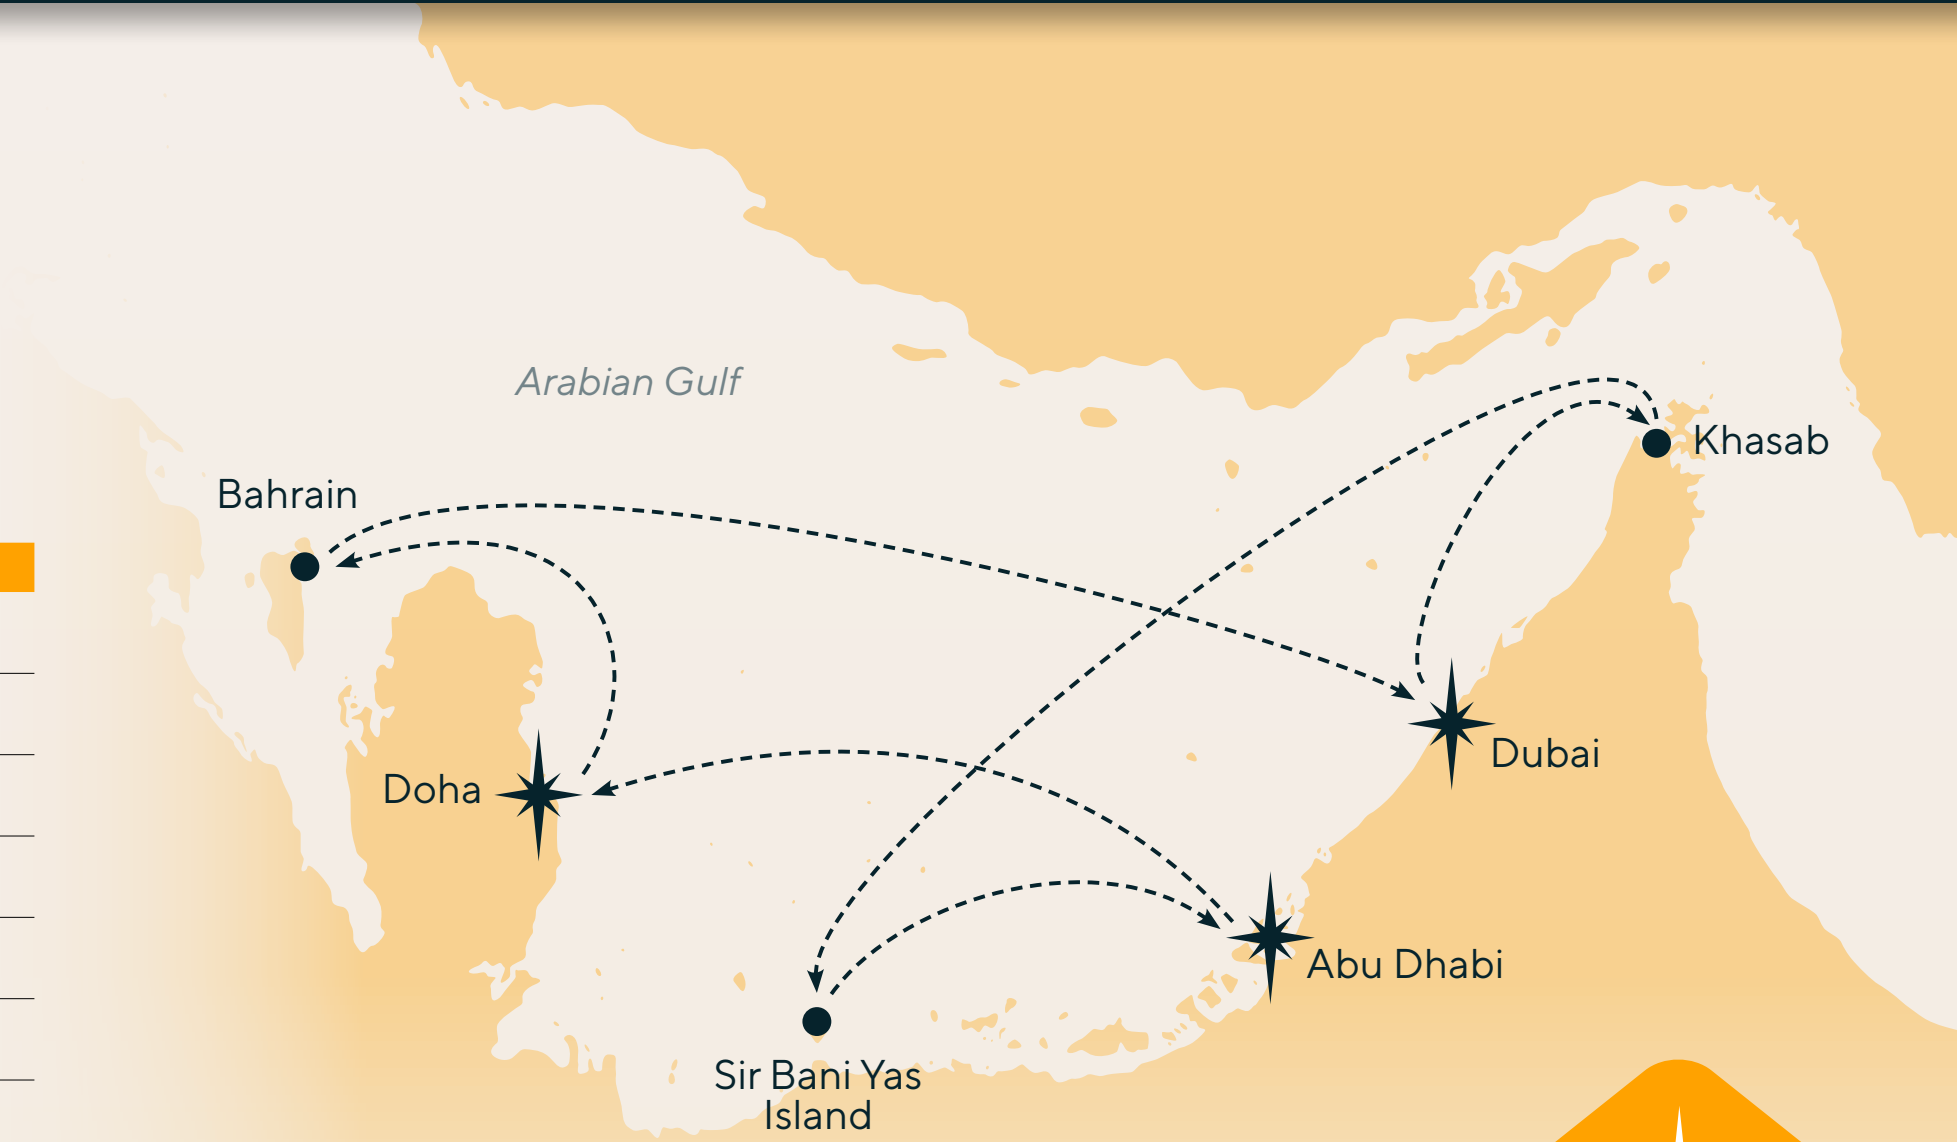 Arabian Gulf
Khasab
Bahrain
Dubai
Doha
Abu Dhabi
Sir Bani Yas
Island